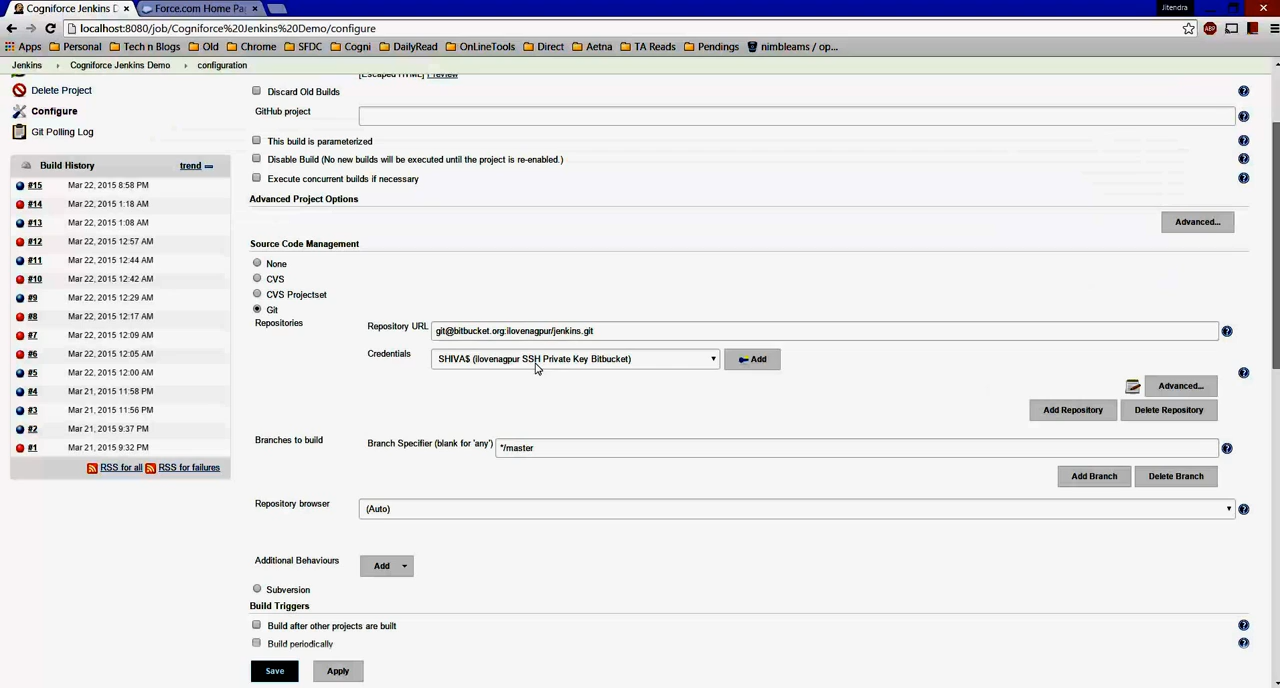 Cogniforce Jenkins D
Force.com Home Pa
Jitendra
localhost:8080/job/Cogniforce%20Jenkins%20Demo/configure
ABP
Apps Personal Tech n Blogs Old Chrome SFDC Cogni DailyRead OnLineTools Direct Aetna TA Reads Pendings nimbleams / op...
Jenkins Cogniforce Jenkins Demo configuration
[Escaped HTML] Preview
Delete Project
Discard Old Builds
Configure
GitHub project
Git Polling Log
This build is parameterized
Disable Build (No new builds will be executed until the project is re-enabled.)
Execute concurrent builds if necessary
Build History trend
#15 Mar 22, 2015 8:58 PM
#14 Mar 22, 2015 1:18 AM
#13 Mar 22, 2015 1:08 AM
#12 Mar 22, 2015 12:57 AM
#11 Mar 22, 2015 12:44 AM
#10 Mar 22, 2015 12:42 AM
#9 Mar 22, 2015 12:29 AM
#8 Mar 22, 2015 12:17 AM
#7 Mar 22, 2015 12:09 AM
#6 Mar 22, 2015 12:05 AM
#5 Mar 22, 2015 12:00 AM
#4 Mar 21, 2015 11:58 PM
#3 Mar 21, 2015 11:56 PM
#2 Mar 21, 2015 9:37 PM
#1 Mar 21, 2015 9:32 PM
RSS for all RSS for failures
Advanced Project Options
Advanced...
Source Code Management
None
CVS
CVS Projectset
Git
Repositories
Repository URL git@bitbucket.org:ilovenagpur/jenkins.git
Credentials SHIVA$ (ilovenagpur SSH Private Key Bitbucket) Add
Advanced...
Add Repository Delete Repository
Branches to build Branch Specifier (blank for 'any') */master
Add Branch Delete Branch
Repository browser (Auto)
Additional Behaviours Add
Subversion
Build Triggers
Build after other projects are built
Build periodically
Save Apply